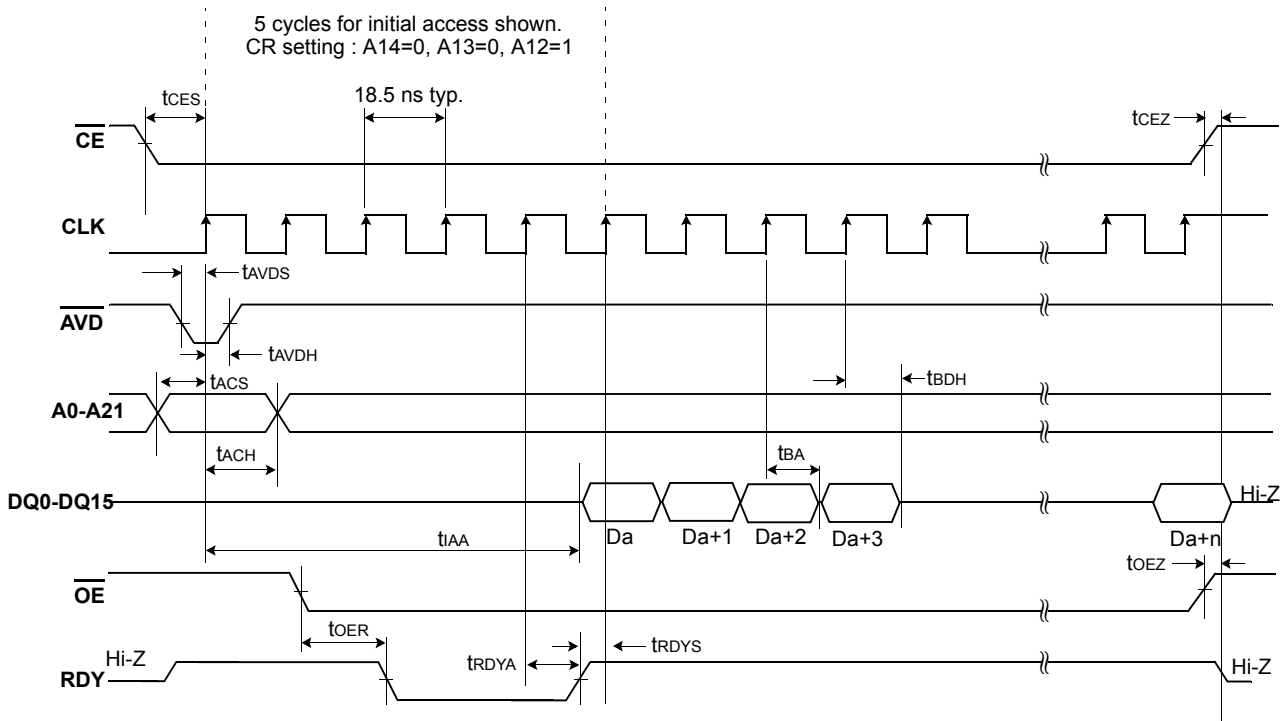 5 cycles for initial access shown.
CR setting : A14=0, A13=0, A12=1
tCES
18.5 ns typ.
tCEZ
CE
CLK
tAVDS
AVD
tAVDH
tACS
tBDH
A0-A21
tACH
tBA
DQ0-DQ15
Hi-Z
Da
Da+1
Da+2
Da+3
Da+n
tIAA
tOEZ
OE
tOER
tRDYS
tRDYA
Hi-Z
Hi-Z
RDY